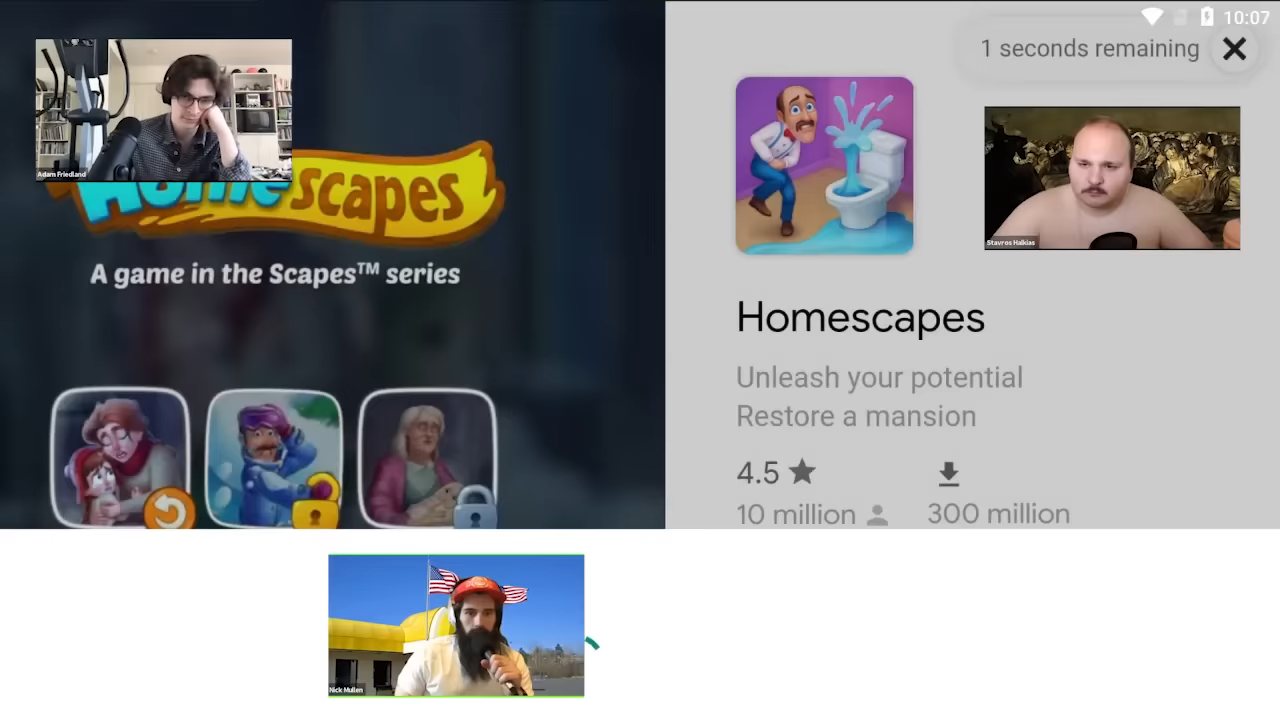 10:07
1 seconds remaining
Adam Friedland
Homescapes
A game in the Scapes™ series
Stavros Halkias
Homescapes
Unleash your potential
Restore a mansion
4.5
10 million
300 million
Nick Mullen